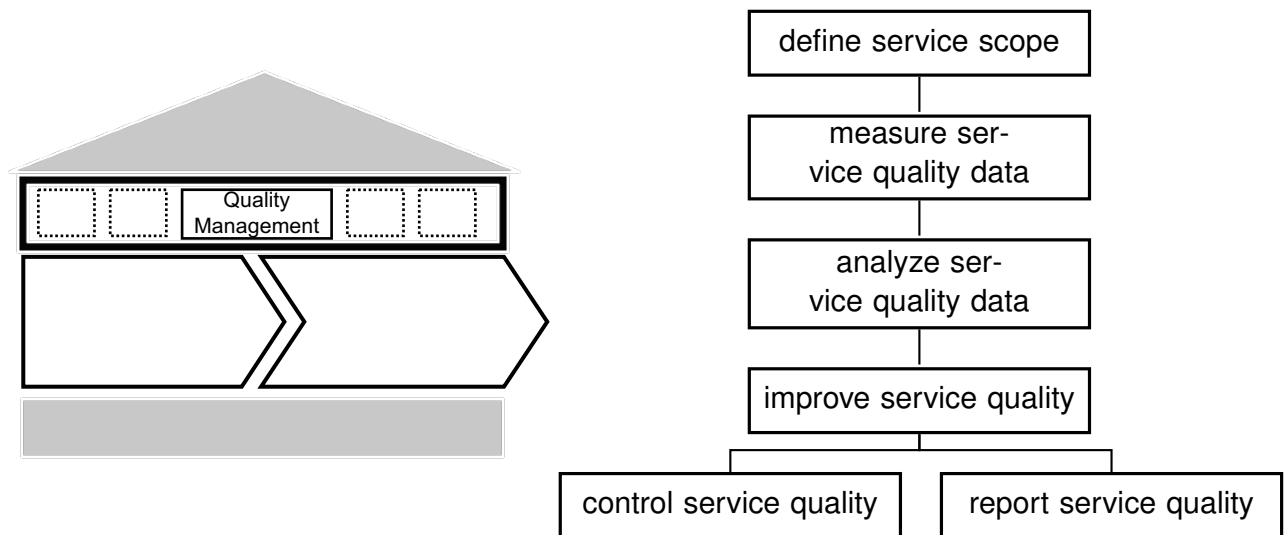 Quality
Management
define service scope
measure ser-
vice quality data
analyze ser-
vice quality data
improve service quality
control service quality
report service quality